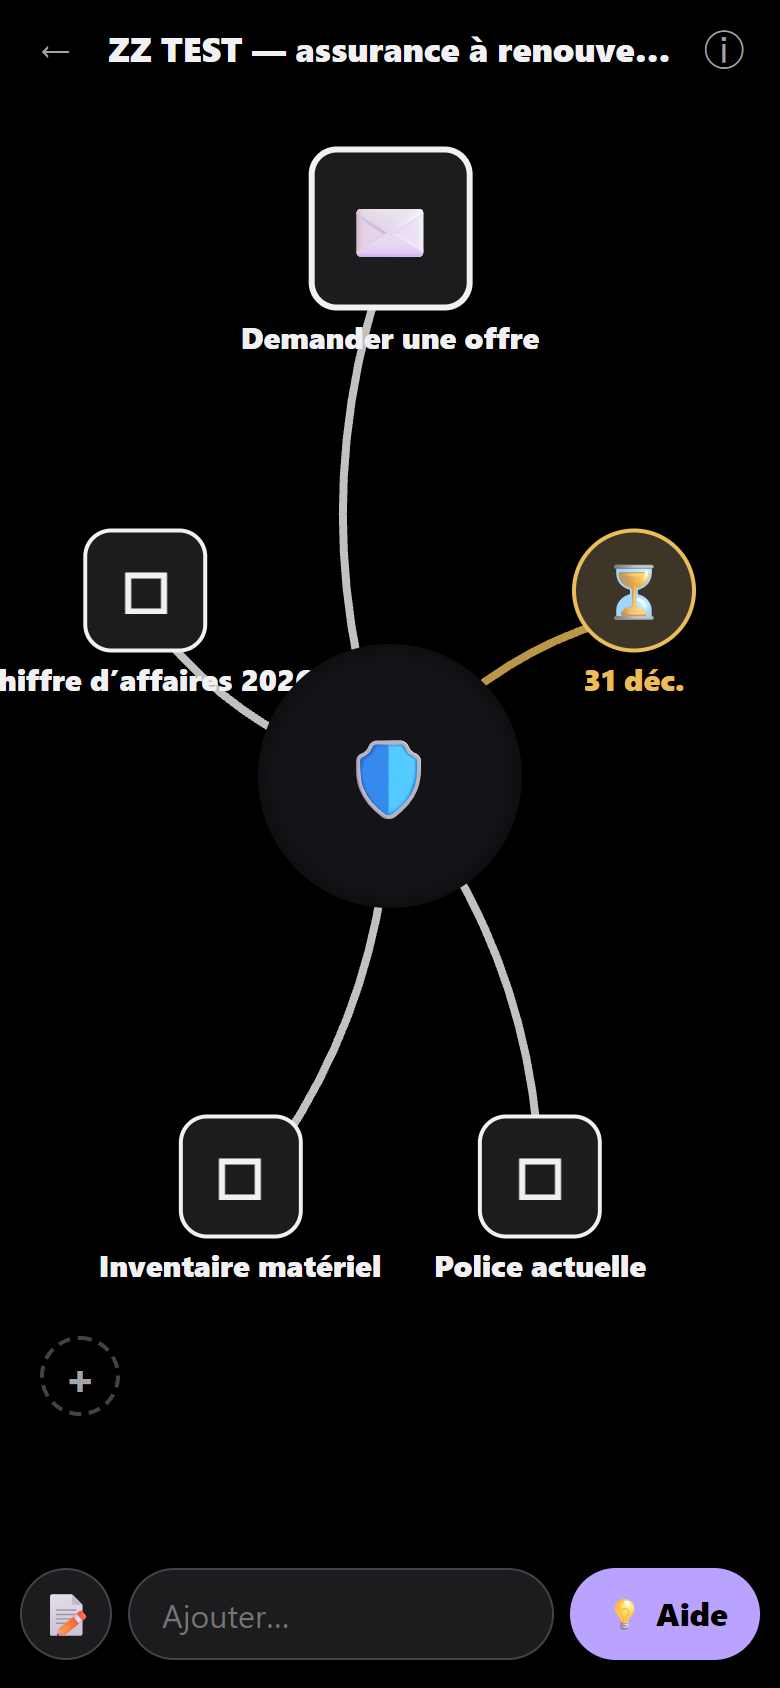 ← ZZ TEST — assurance à renouve... ⓘ
Demander une offre
hiffre d'affaires 202
31 déc.
Inventaire matériel
Police actuelle
+
Ajouter...
Aide